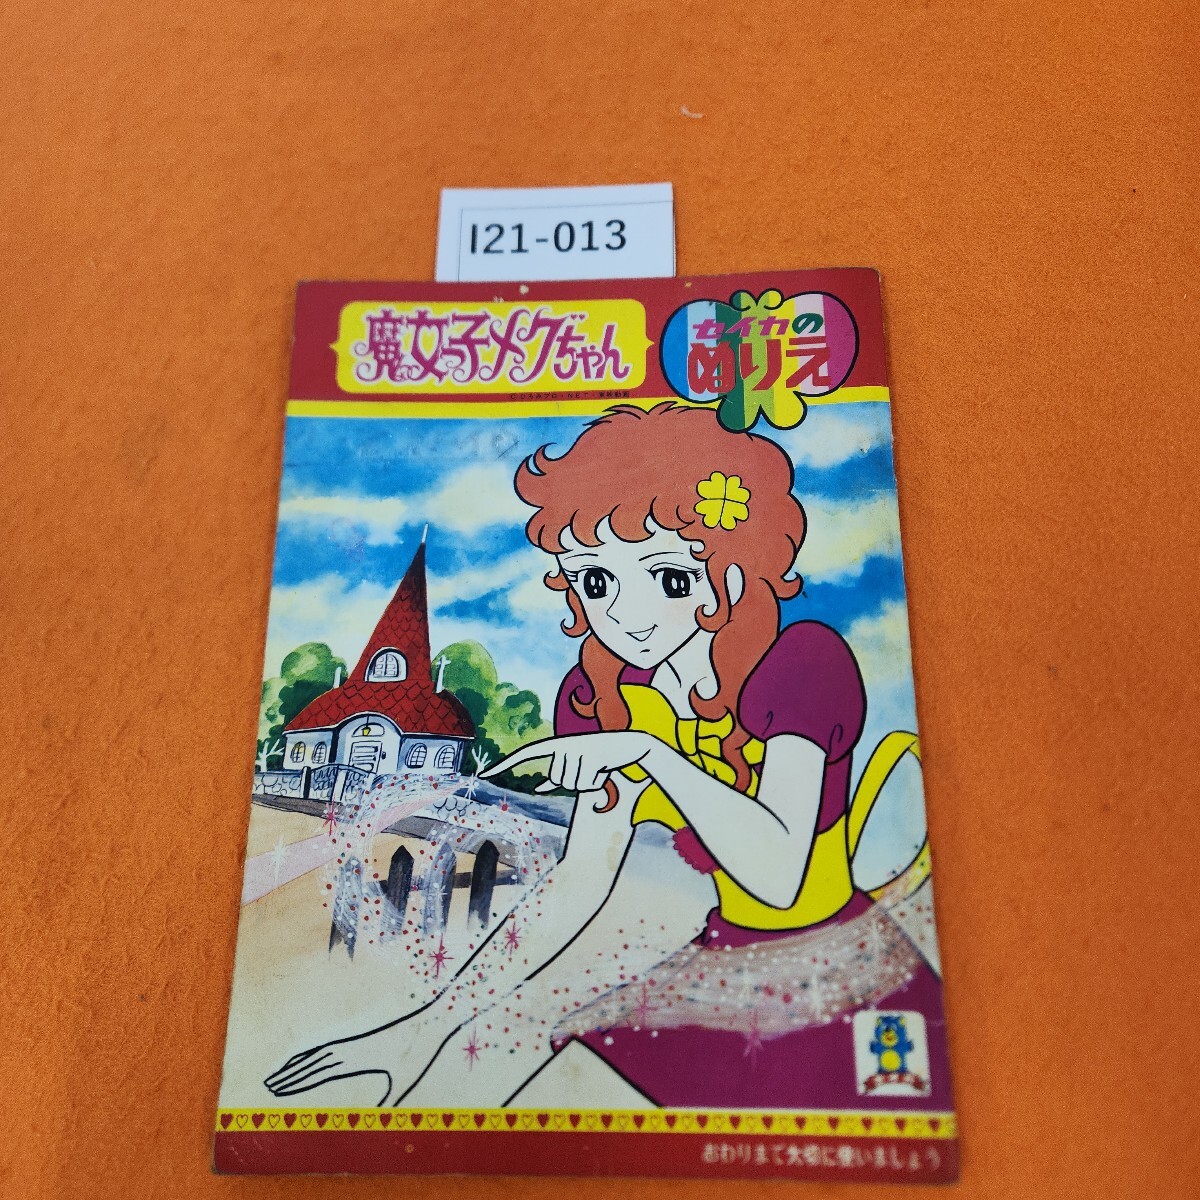 I21-013
魔女っ子メグちゃん
セイカの
ぬりえ
おわりまで大切に使いましょう